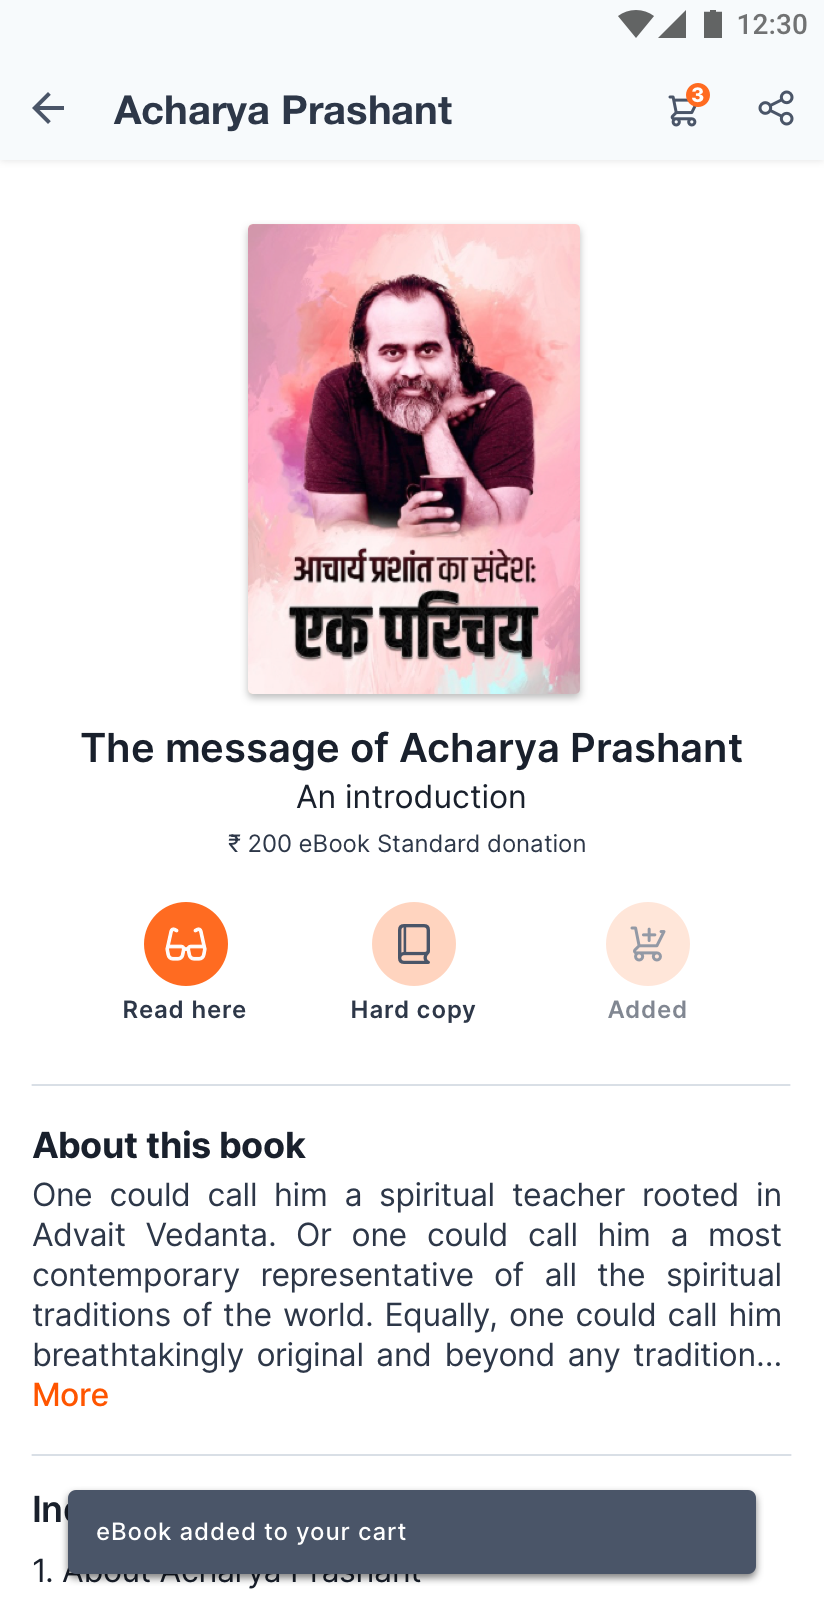 12:30
Acharya Prashant
3
आचार्य प्रशांत का संदेश:
एक परिचय
The message of Acharya Prashant
An introduction
₹ 200 eBook Standard donation
Read here
Hard copy
Added
About this book
One could call him a spiritual teacher rooted in
Advait Vedanta. Or one could call him a most
contemporary representative of all the spiritual
traditions of the world. Equally, one could call him
breathtakingly original and beyond any tradition...
More
eBook added to your cart
1. About Acharya Prashant